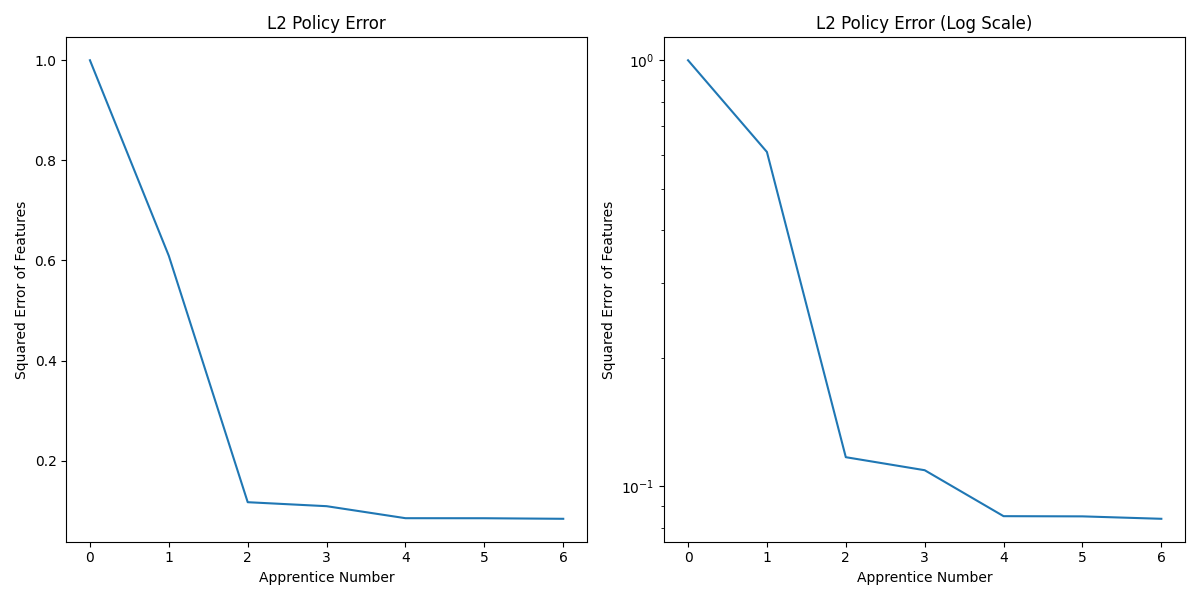 L2 Policy Error
Squared Error of Features
1.0
0.8
0.6
0.4
0.2
0 1 2 3 4 5 6
Apprentice Number
L2 Policy Error (Log Scale)
Squared Error of Features
10⁰
10⁻¹
0 1 2 3 4 5 6
Apprentice Number